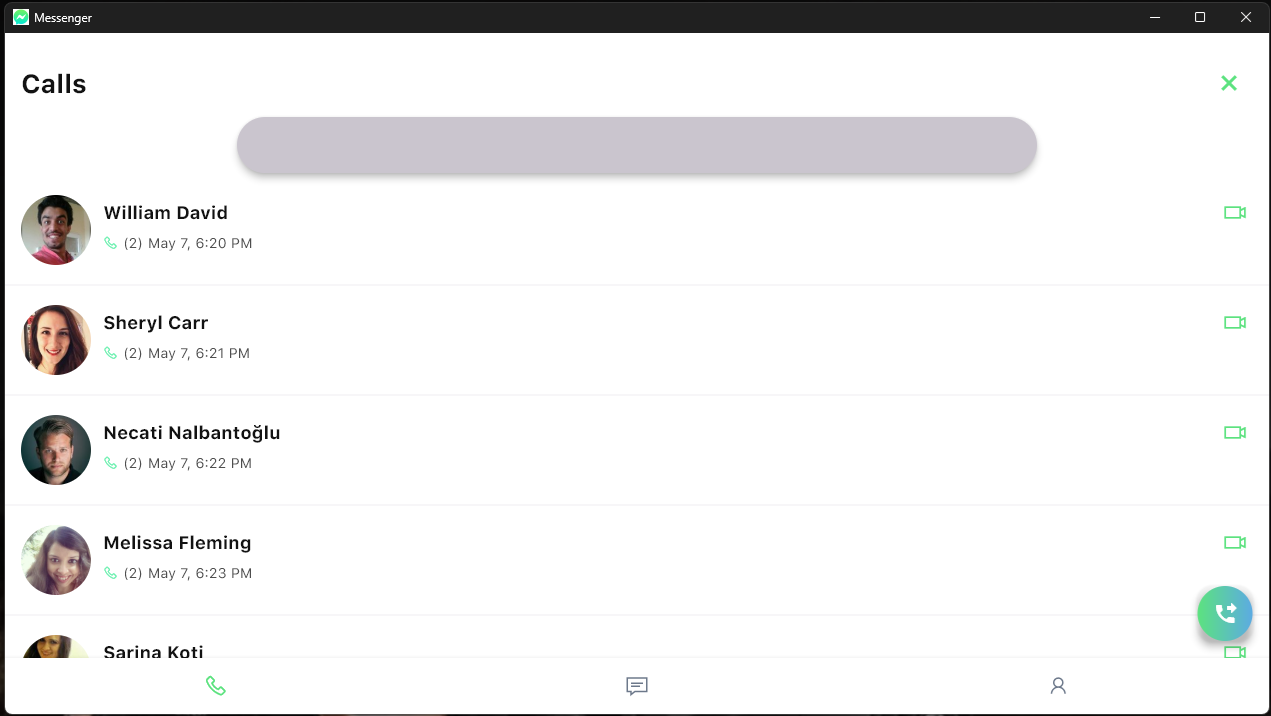 Messenger
Calls
William David
(2) May 7, 6:20 PM
Sheryl Carr
(2) May 7, 6:21 PM
Necati Nalbantoğlu
(2) May 7, 6:22 PM
Melissa Fleming
(2) May 7, 6:23 PM
Sarina Koti